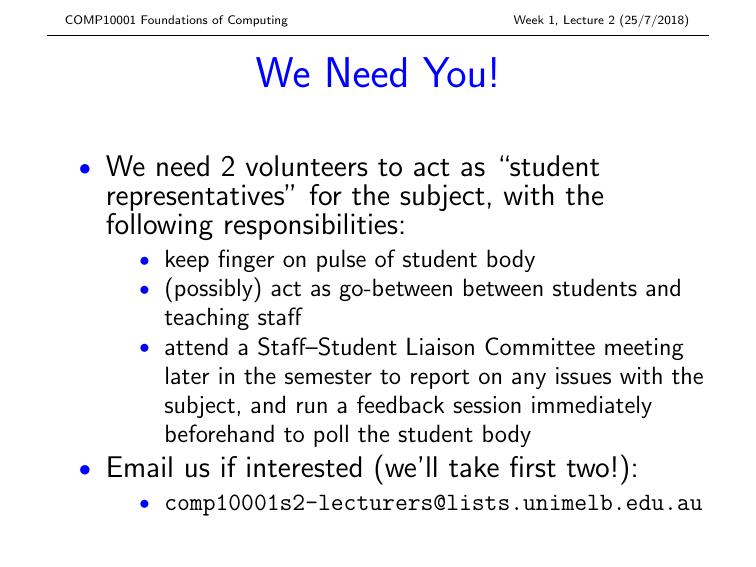 COMP10001 Foundations of Computing Week 1, Lecture 2 (25/7/2018)
We Need You!
• We need 2 volunteers to act as “student
representatives” for the subject, with the
following responsibilities:
• keep finger on pulse of student body
• (possibly) act as go-between between students and
teaching staff
• attend a Staff–Student Liaison Committee meeting
later in the semester to report on any issues with the
subject, and run a feedback session immediately
beforehand to poll the student body
• Email us if interested (we’ll take first two!):
• comp10001s2-lecturers@lists.unimelb.edu.au